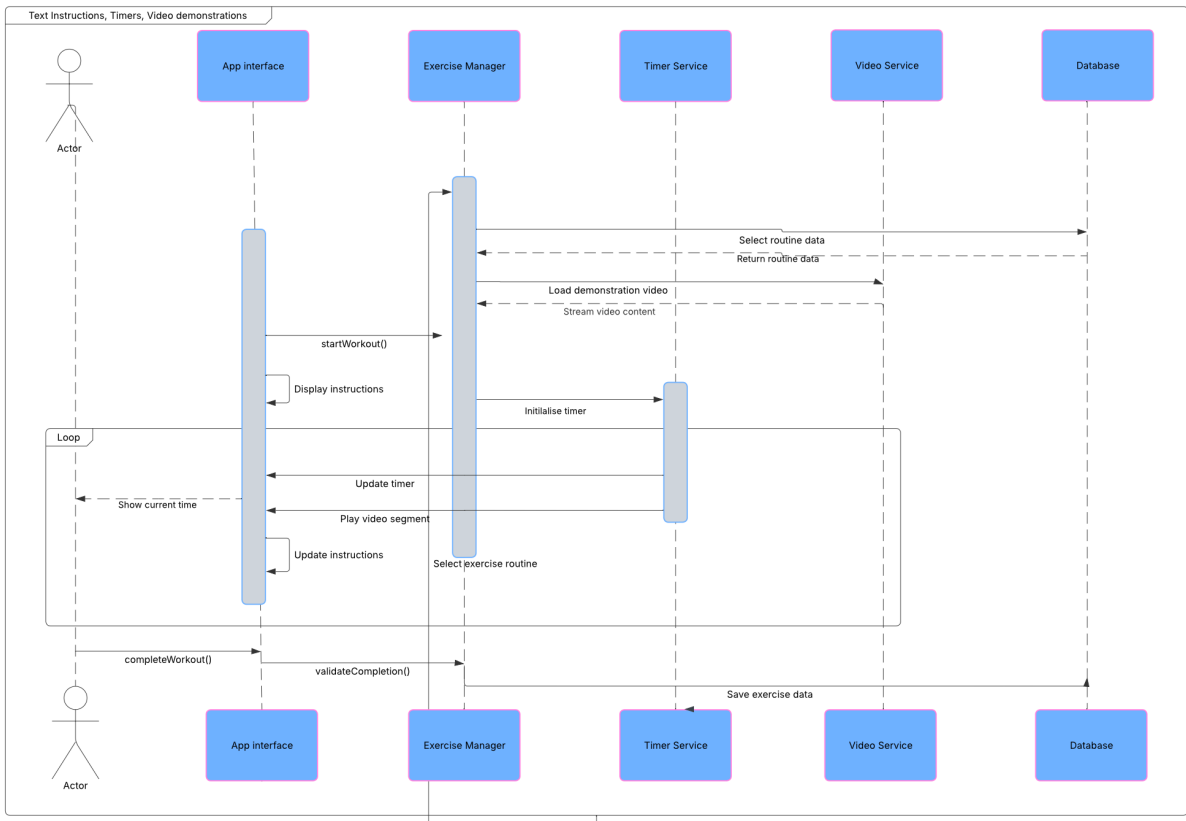 Text Instructions, Timers, Video demonstrations
App interface
Exercise Manager
Timer Service
Video Service
Database
Actor
Select routine data
Return routine data
Load demonstration video
Stream video content
startWorkout()
Display instructions
Initilalise timer
Loop
Update timer
Show current time
Play video segment
Update instructions
Select exercise routine
completeWorkout()
validateCompletion()
Save exercise data
App interface
Exercise Manager
Timer Service
Video Service
Database
Actor